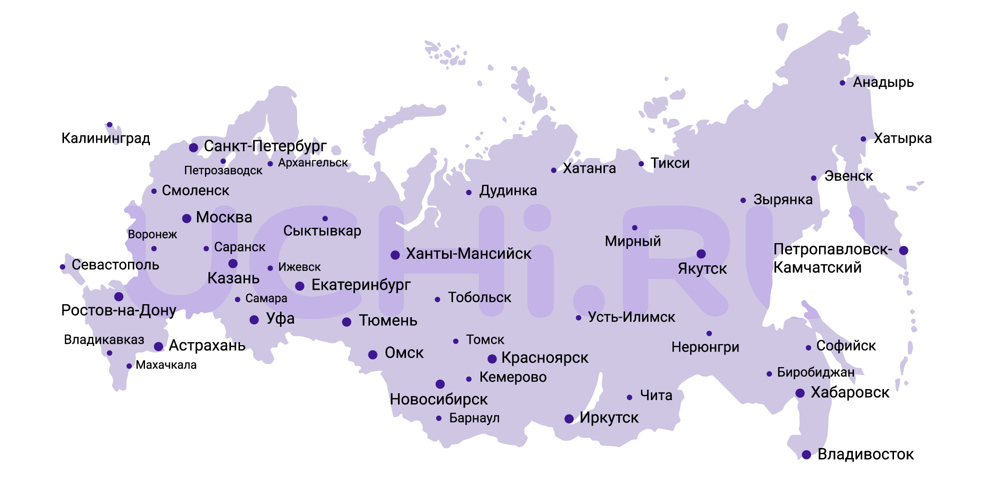 Анадырь
Калининград
Хатырка
Санкт-Петербург
Архангельск
Петрозаводск
Тикси
Хатанга
Эвенск
Смоленск
Дудинка
Зырянка
UCHi.RU
Москва
Воронеж
Сыктывкар
Мирный
Саранск
Ханты-Мансийск
Петропавловск-
Камчатский
Севастополь
Ижевск
Якутск
Казань
Екатеринбург
Самара
Тобольск
Ростов-на-Дону
Уфа
Тюмень
Усть-Илимск
Владикавказ
Астрахань
Томск
Нерюнгри
Софийск
Омск
Красноярск
Махачкала
Кемерово
Биробиджан
Новосибирск
Чита
Хабаровск
Барнаул
Иркутск
Владивосток